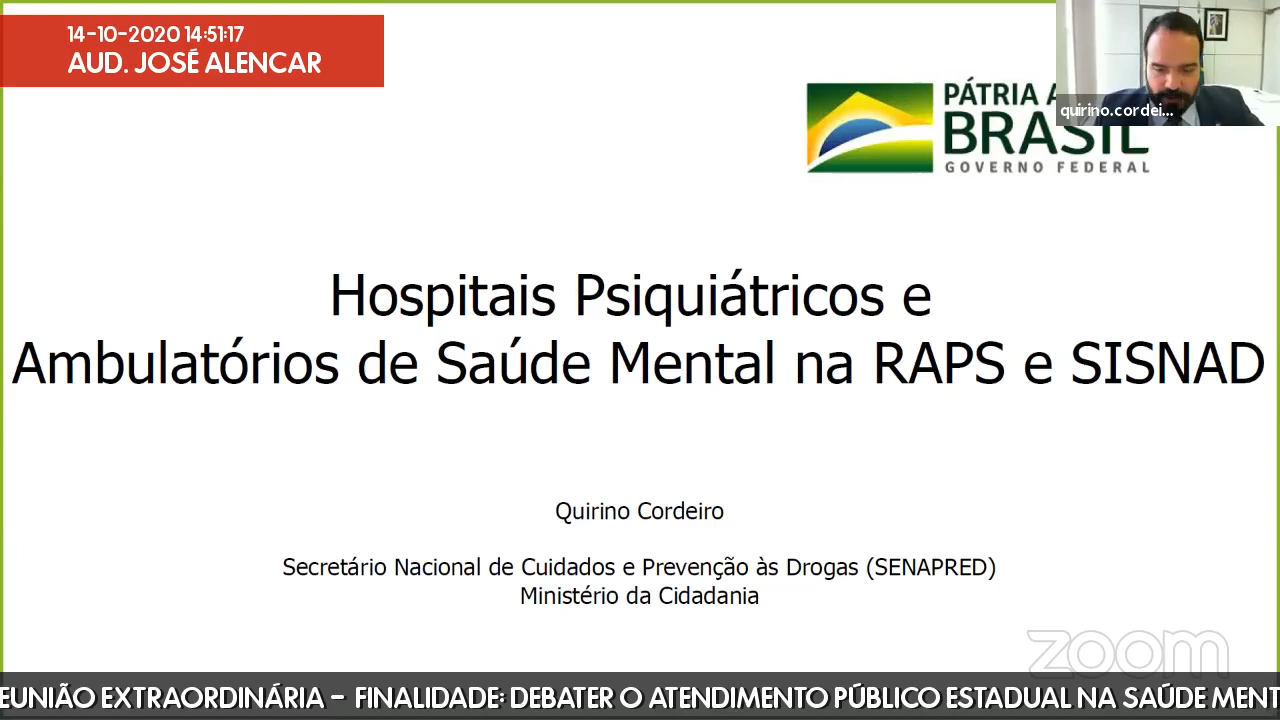 14-10-2020 14:51:17
AUD. JOSÉ ALENCAR
PÁTRIA A
BRASIL
GOVERNO FEDERAL
quirino.cordei...
Hospitais Psiquiátricos e
Ambulatórios de Saúde Mental na RAPS e SISNAD
Quirino Cordeiro
Secretário Nacional de Cuidados e Prevenção às Drogas (SENAPRED)
Ministério da Cidadania
zoom
EUNIÃO EXTRAORDINÁRIA - FINALIDADE: DEBATER O ATENDIMENTO PÚBLICO ESTADUAL NA SAÚDE MENT